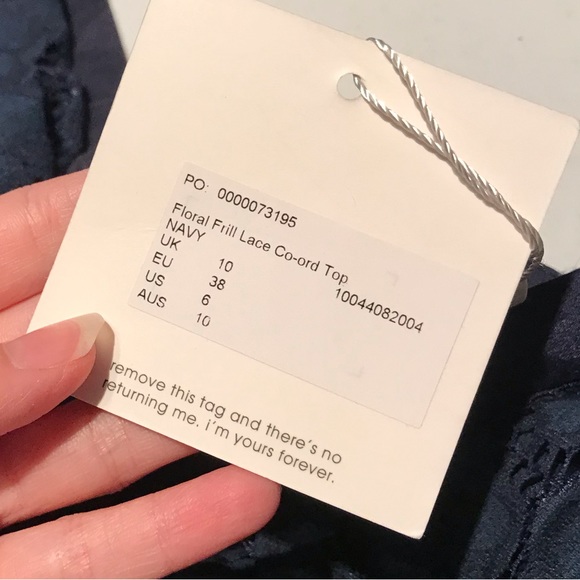 PO: 0000073195
Floral Frill Lace Co-ord Top
NAVY 10044082004
UK 10
EU 38
US 6
AUS 10
remove this tag and there's no
returning me. i'm yours forever.